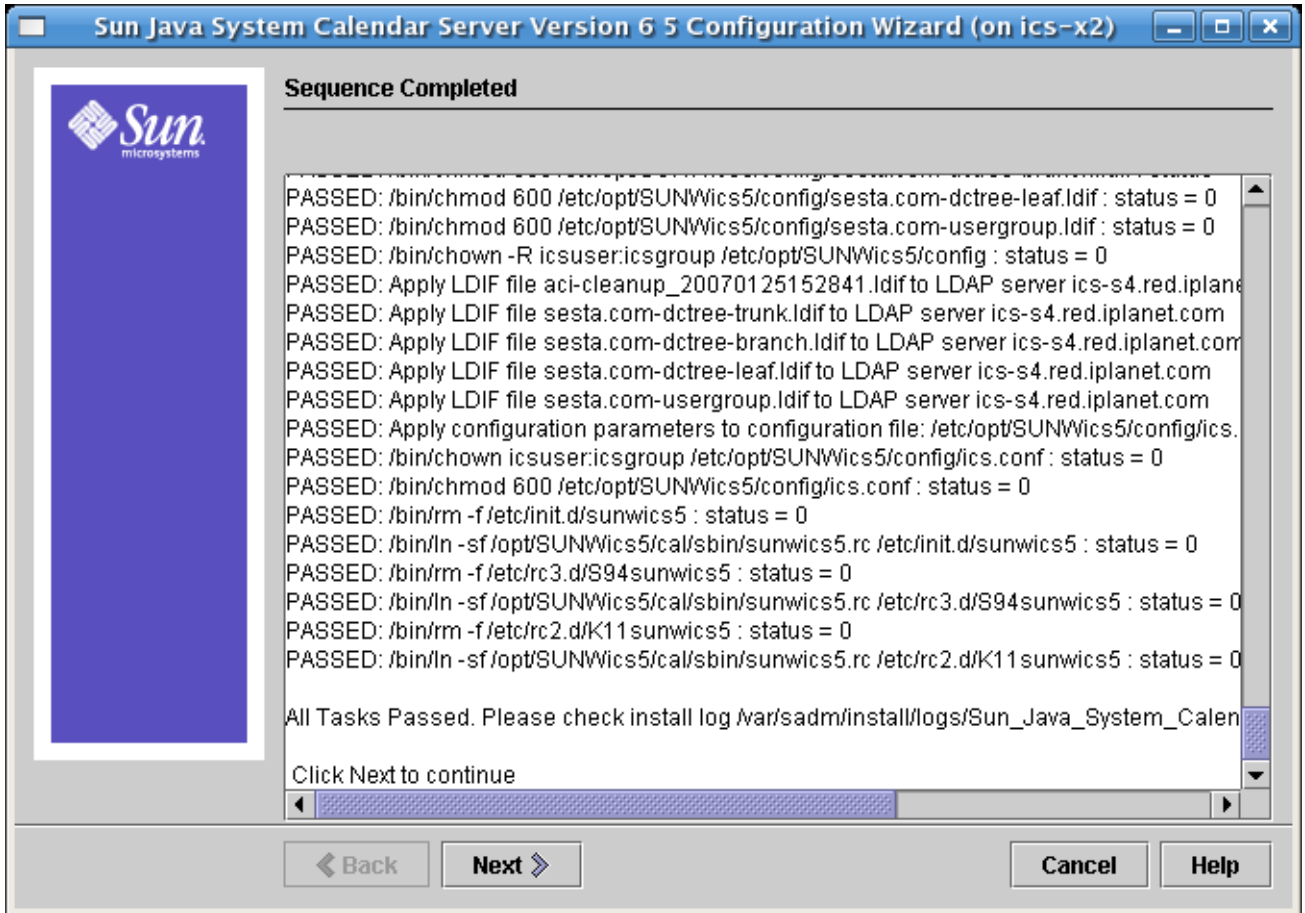 Sun Java System Calendar Server Version 6 5 Configuration Wizard (on ics-x2)
Sun
microsystems
Sequence Completed
PASSED: /bin/chmod 600 /etc/opt/SUNWics5/config/sesta.com-dctree-leaf.ldif : status = 0
PASSED: /bin/chmod 600 /etc/opt/SUNWics5/config/sesta.com-usergroup.ldif : status = 0
PASSED: /bin/chown -R icsuser:icsgroup /etc/opt/SUNWics5/config : status = 0
PASSED: Apply LDIF file aci-cleanup_20070125152841.ldif to LDAP server ics-s4.red.iplane
PASSED: Apply LDIF file sesta.com-dctree-trunk.ldif to LDAP server ics-s4.red.iplanet.com
PASSED: Apply LDIF file sesta.com-dctree-branch.ldif to LDAP server ics-s4.red.iplanet.com
PASSED: Apply LDIF file sesta.com-dctree-leaf.ldif to LDAP server ics-s4.red.iplanet.com
PASSED: Apply LDIF file sesta.com-usergroup.ldif to LDAP server ics-s4.red.iplanet.com
PASSED: Apply configuration parameters to configuration file: /etc/opt/SUNWics5/config/ics.
PASSED: /bin/chown icsuser:icsgroup /etc/opt/SUNWics5/config/ics.conf : status = 0
PASSED: /bin/chmod 600 /etc/opt/SUNWics5/config/ics.conf : status = 0
PASSED: /bin/rm -f /etc/init.d/sunwics5 : status = 0
PASSED: /bin/ln -sf /opt/SUNWics5/cal/sbin/sunwics5.rc /etc/init.d/sunwics5 : status = 0
PASSED: /bin/rm -f /etc/rc3.d/S94sunwics5 : status = 0
PASSED: /bin/ln -sf /opt/SUNWics5/cal/sbin/sunwics5.rc /etc/rc3.d/S94sunwics5 : status = 0
PASSED: /bin/rm -f /etc/rc2.d/K11sunwics5 : status = 0
PASSED: /bin/ln -sf /opt/SUNWics5/cal/sbin/sunwics5.rc /etc/rc2.d/K11sunwics5 : status = 0
All Tasks Passed. Please check install log /var/sadm/install/logs/Sun_Java_System_Calen
Click Next to continue
Back
Next
Cancel
Help